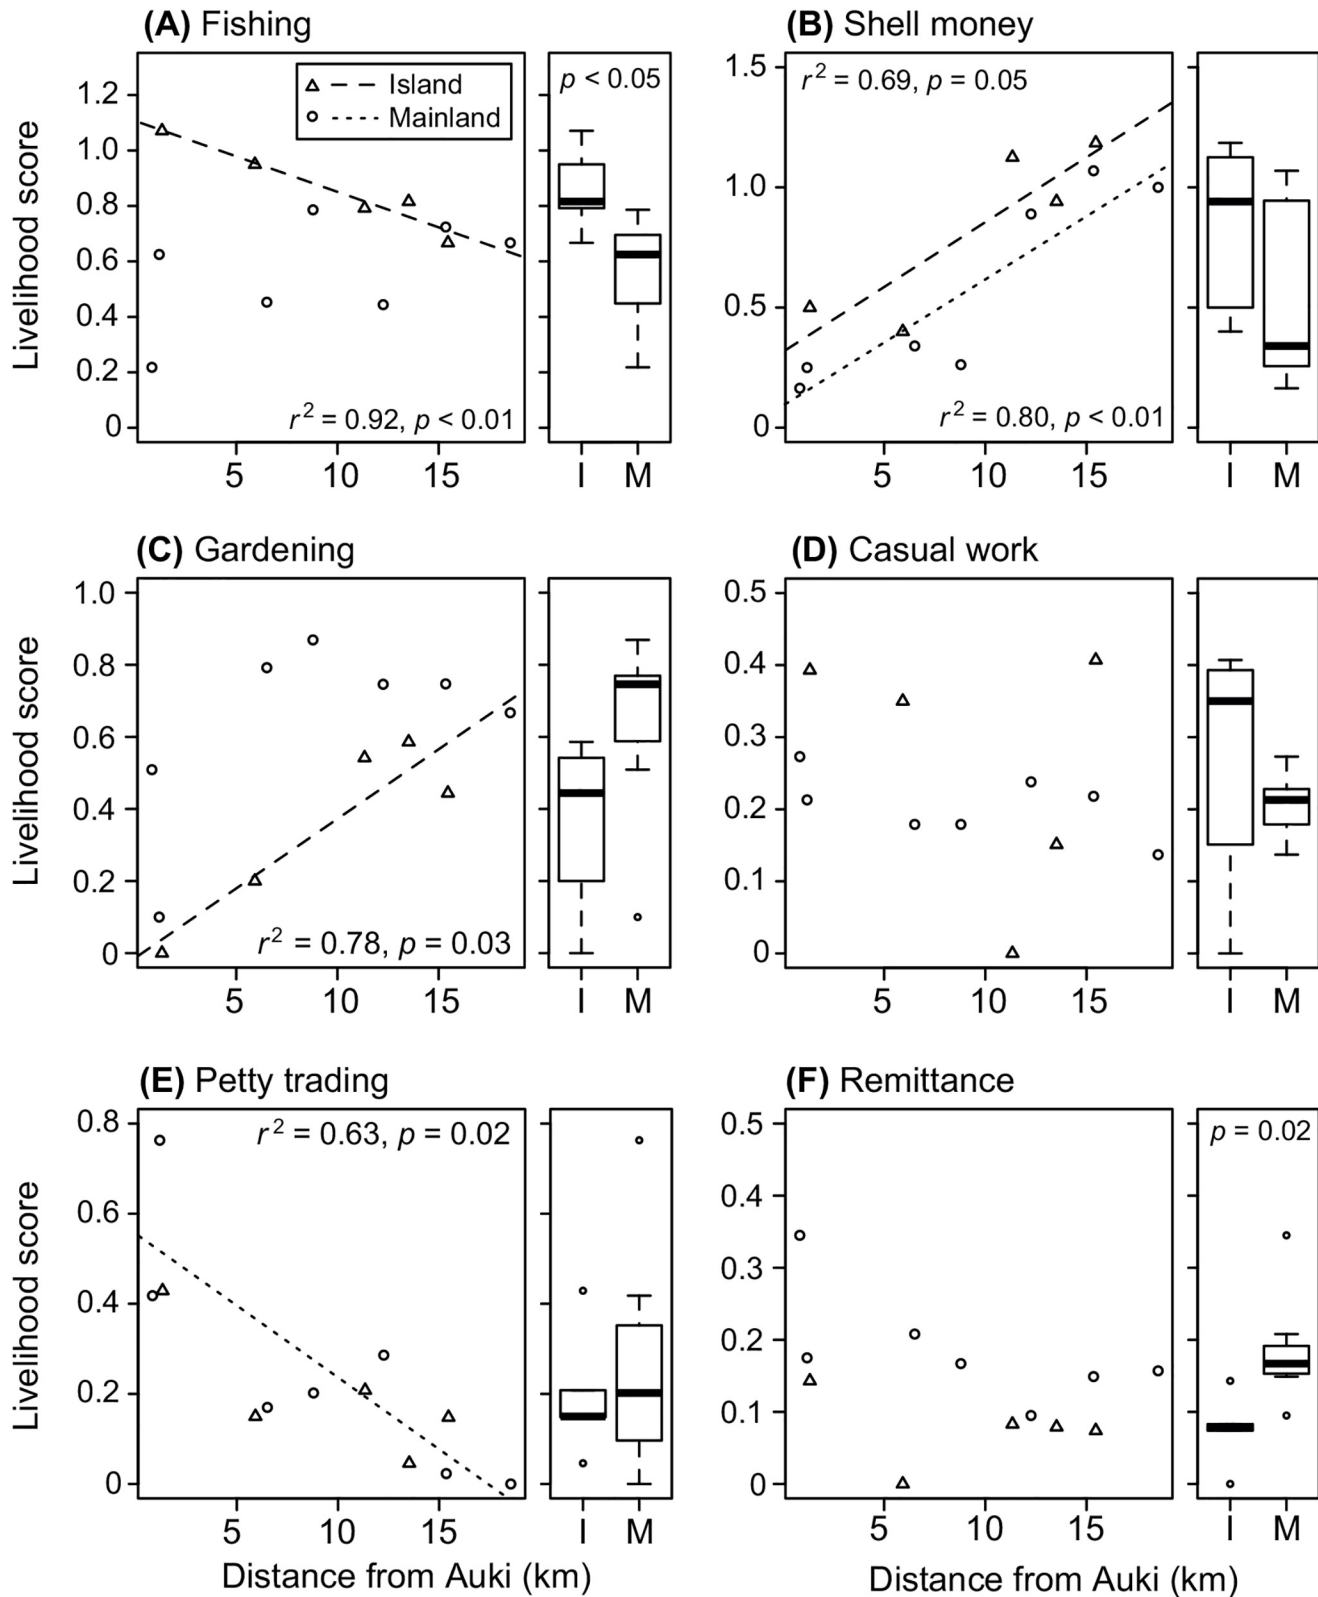 (A) Fishing
(B) Shell money
Livelihood score
1.2
1.0
0.8
0.6
0.4
0.2
0
Island
Mainland
r² = 0.92, p < 0.01
5 10 15
p < 0.05
I M
1.5
1.0
0.5
0
r² = 0.69, p = 0.05
r² = 0.80, p < 0.01
5 10 15
I M
(C) Gardening
(D) Casual work
Livelihood score
1.0
0.8
0.6
0.4
0.2
0
r² = 0.78, p = 0.03
5 10 15
I M
0.5
0.4
0.3
0.2
0.1
0
5 10 15
I M
(E) Petty trading
(F) Remittance
Livelihood score
0.8
0.6
0.4
0.2
0
r² = 0.63, p = 0.02
5 10 15
I M
Distance from Auki (km)
0.5
0.4
0.3
0.2
0.1
0
p = 0.02
5 10 15
I M
Distance from Auki (km)